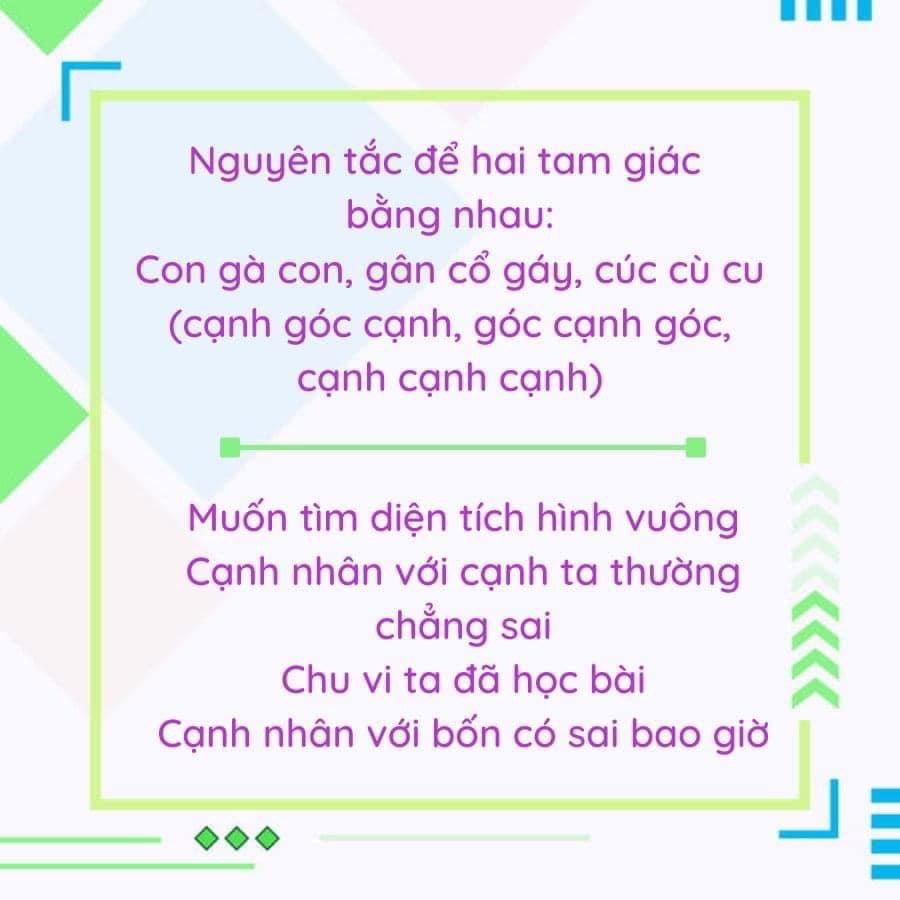 Nguyên tắc để hai tam giác
bằng nhau:
Con gà con, gân cổ gáy, cúc cù cu
(cạnh góc cạnh, góc cạnh góc,
cạnh cạnh cạnh)
Muốn tìm diện tích hình vuông
Cạnh nhân với cạnh ta thường
chẳng sai
Chu vi ta đã học bài
Cạnh nhân với bốn có sai bao giờ